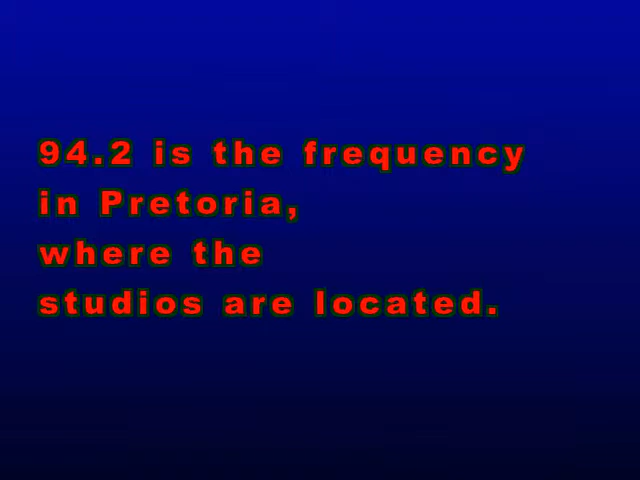 94.2 is the frequency
in Pretoria,
where the
studios are located.